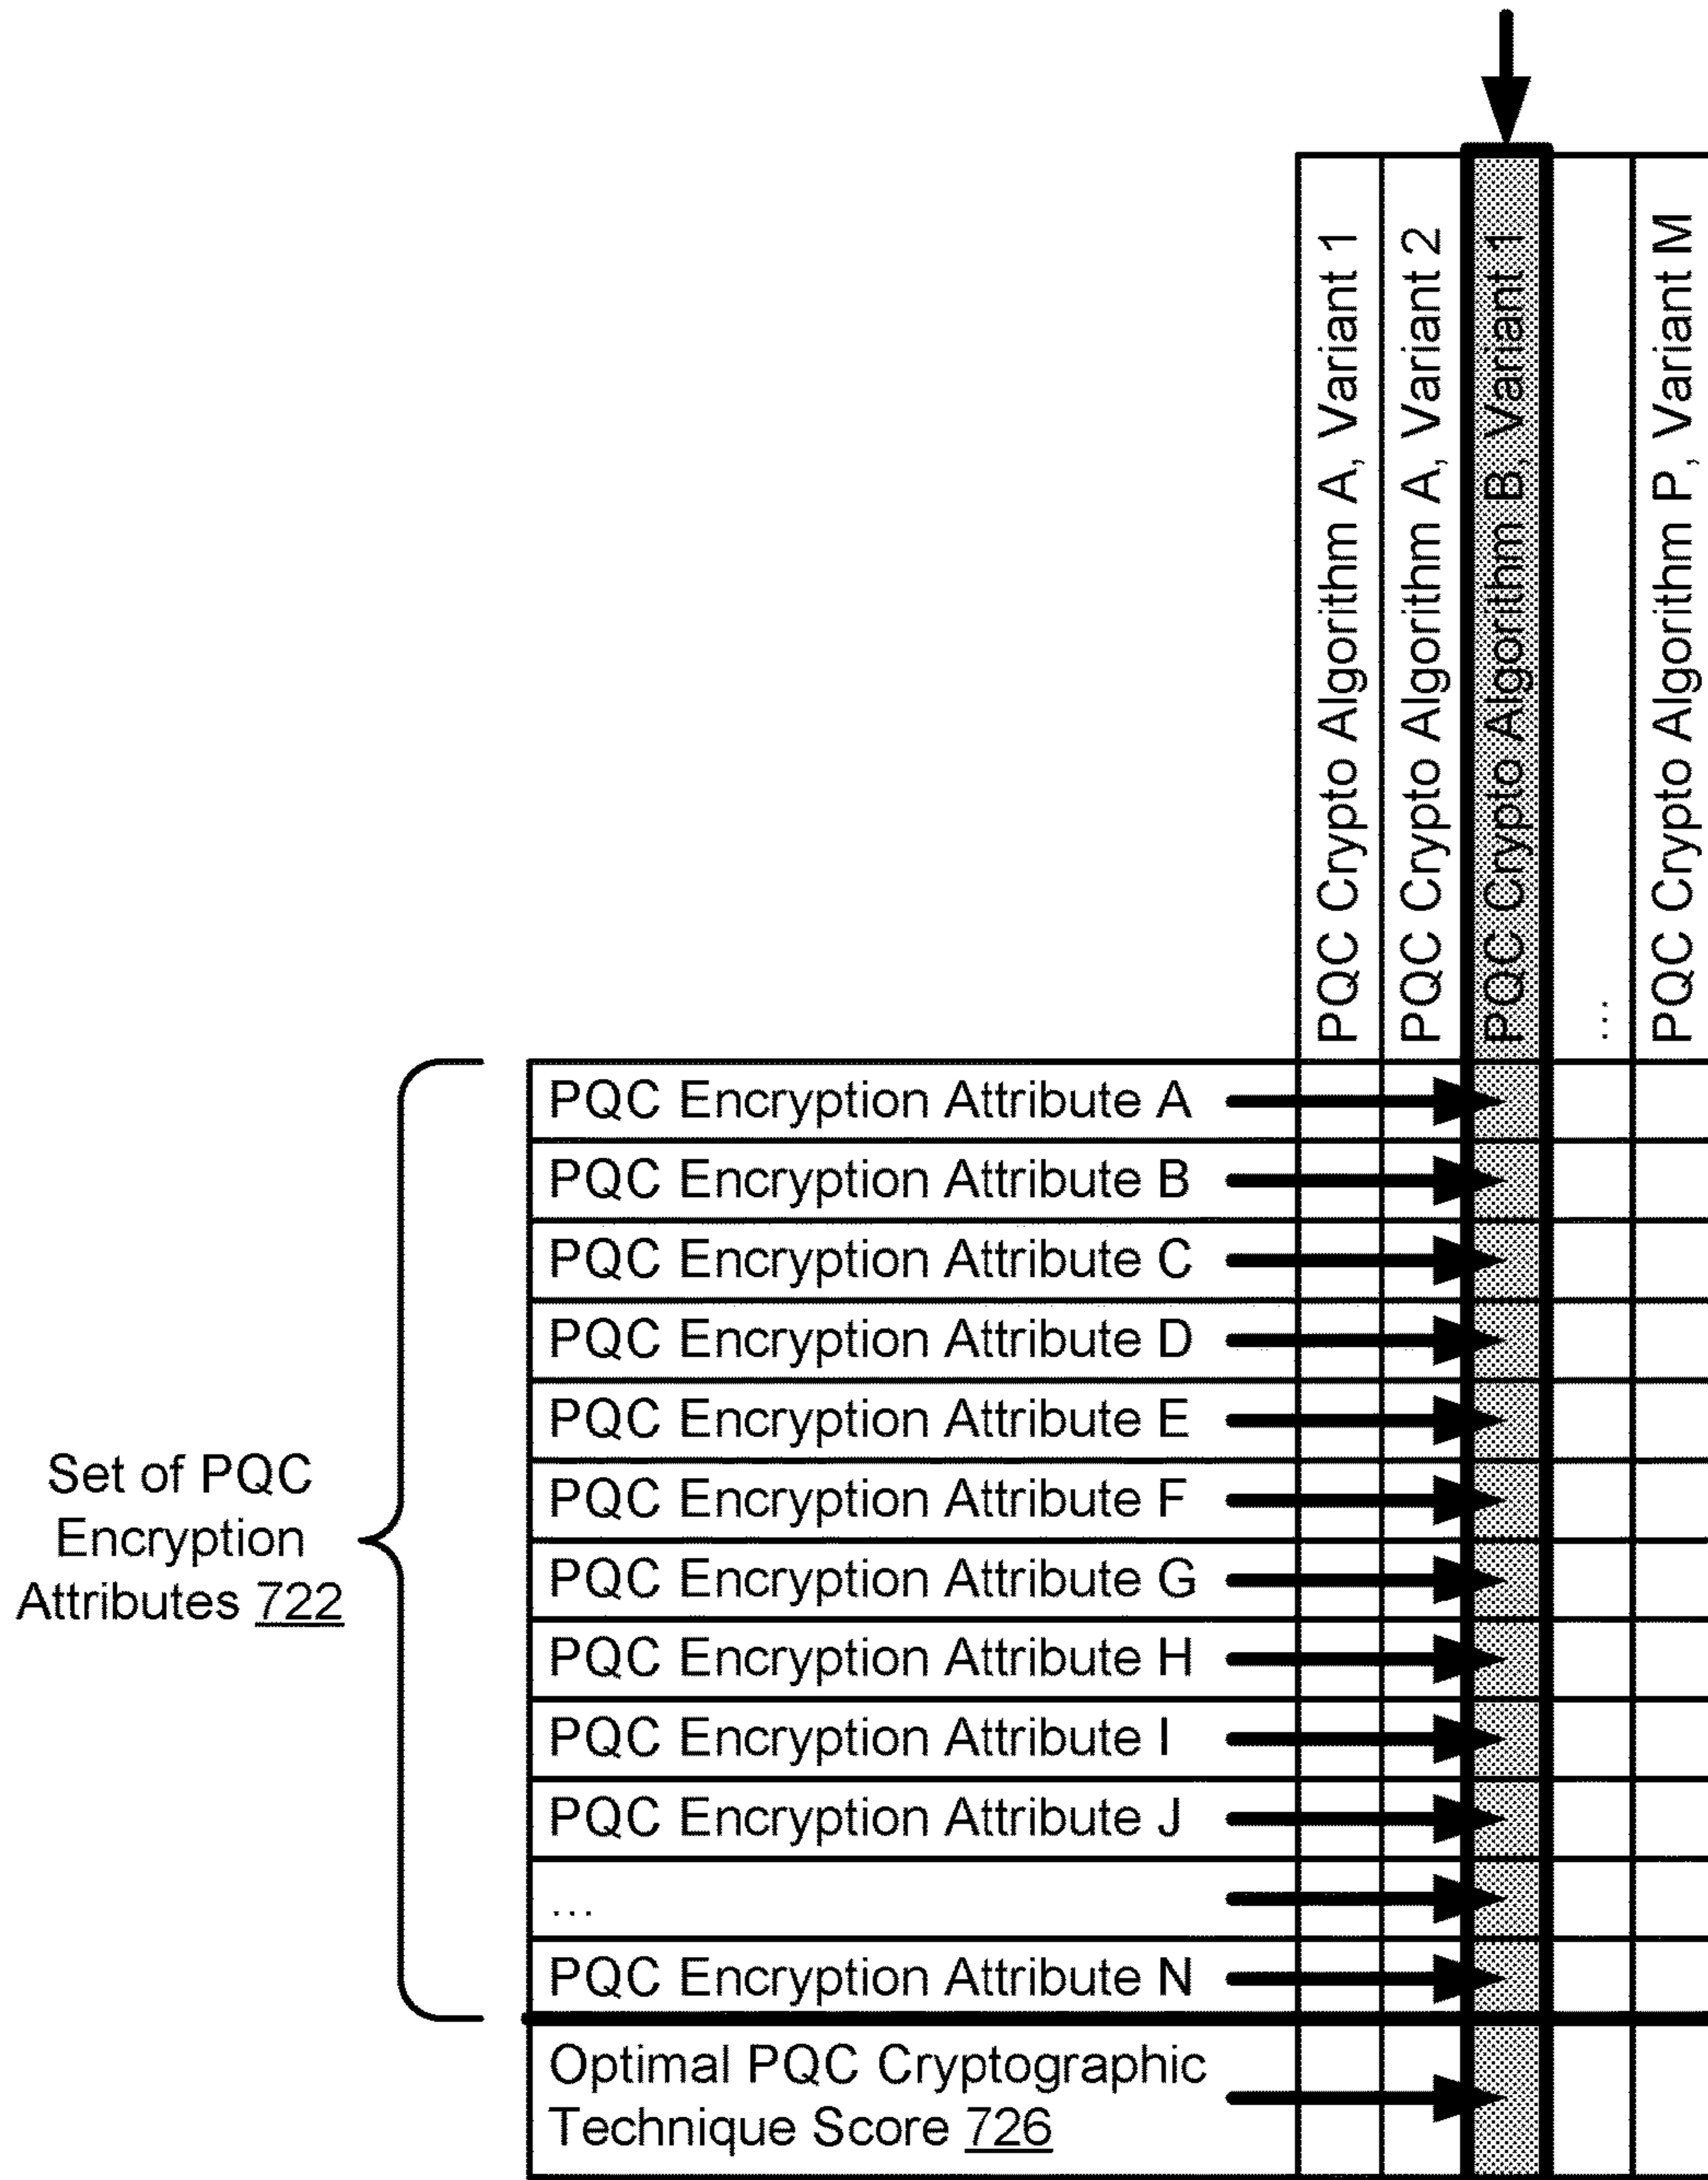 PQC Crypto Algorithm A, Variant 1
PQC Crypto Algorithm A, Variant 2
PQC Crypto Algorithm B, Variant 1
...
PQC Crypto Algorithm P, Variant M
Set of PQC
Encryption
Attributes 722
PQC Encryption Attribute A
PQC Encryption Attribute B
PQC Encryption Attribute C
PQC Encryption Attribute D
PQC Encryption Attribute E
PQC Encryption Attribute F
PQC Encryption Attribute G
PQC Encryption Attribute H
PQC Encryption Attribute I
PQC Encryption Attribute J
...
PQC Encryption Attribute N
Optimal PQC Cryptographic
Technique Score 726